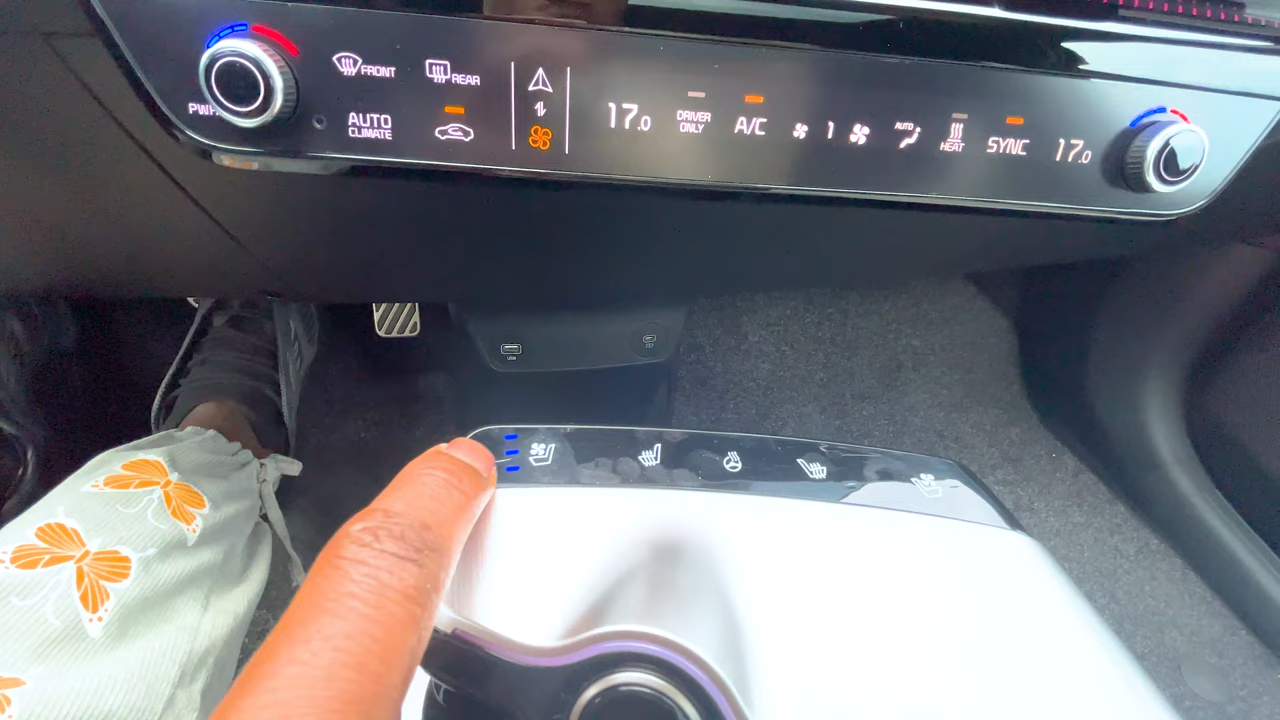 PWR
FRONT
REAR
AUTO
CLIMATE
17.0
DRIVER
ONLY
A/C
1
AUTO
HEAT
SYNC
17.0
USB